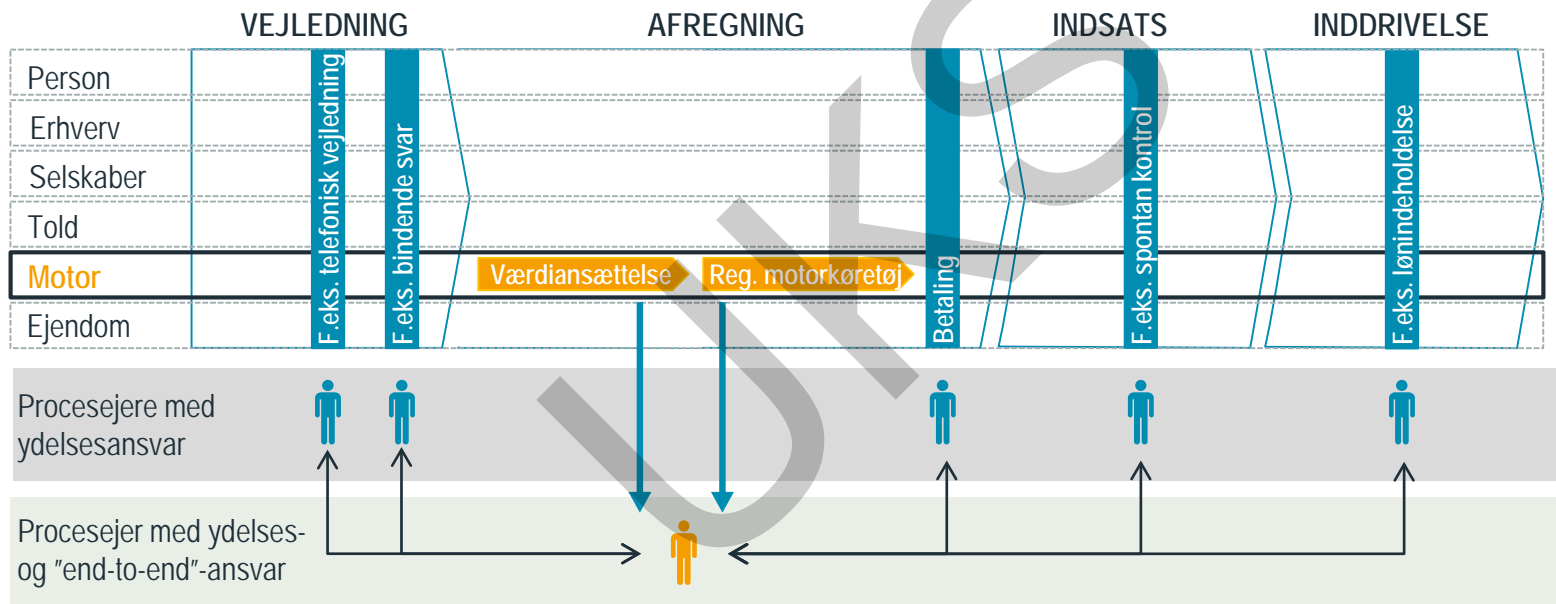 VEJLEDNING
AFREGNING
INDSATS
INDDRIVELSE
Person
Erhverv
Selskaber
Told
Motor
Ejendom
F.eks. telefonisk vejledning
F.eks. bindende svar
Værdiansættelse
Reg. motorkøretøj
Betaling
F.eks. spontan kontrol
F.eks. lønindeholdelse
Procesejere med
ydelsesansvar
Procesejer med ydelses-
og "end-to-end"-ansvar
UKS